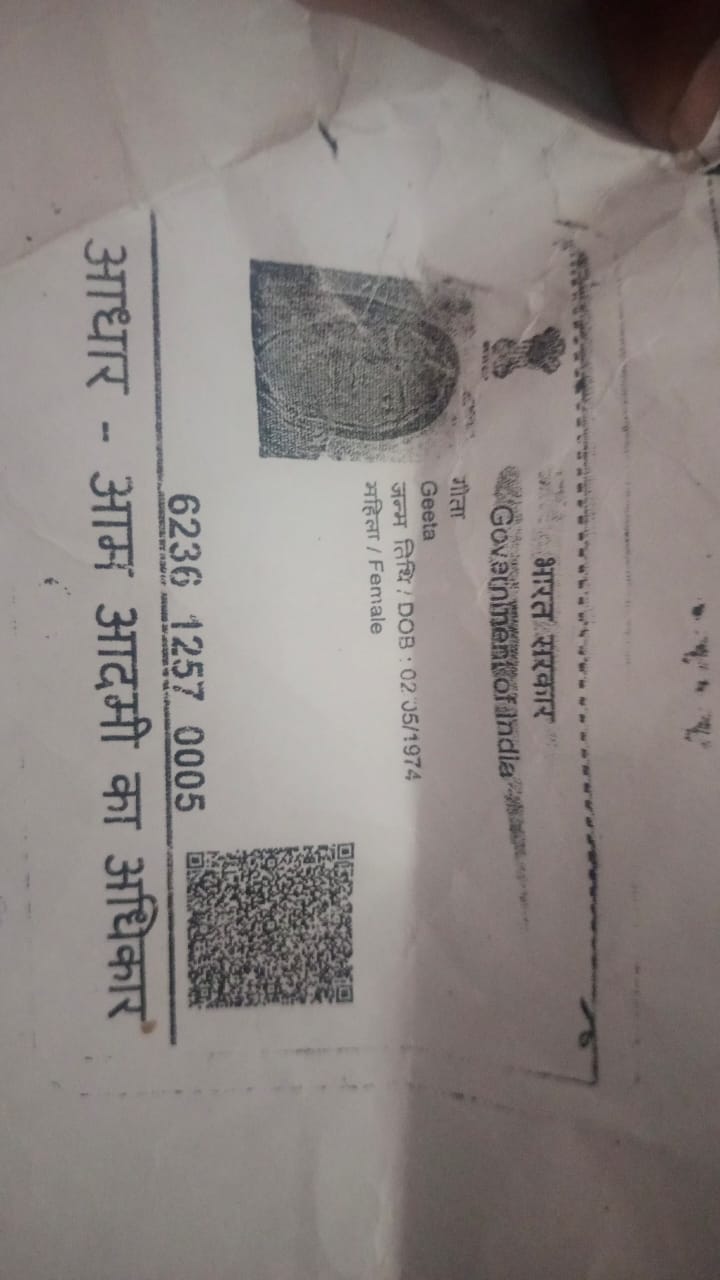 भारत सरकार
Government of India
गीता
Geeta
जन्म तिथि / DOB : 02/05/1974
महिला / Female
6236 1257 0005
आधार - आम आदमी का अधिकार